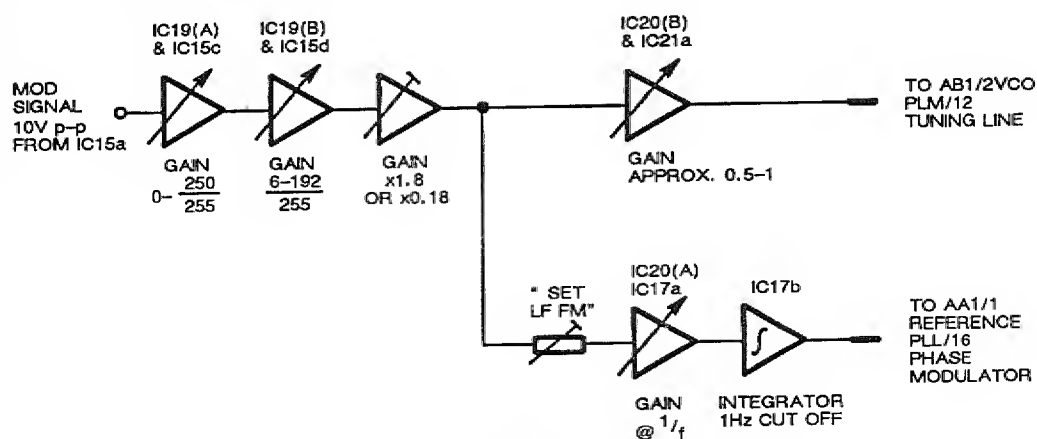 IC19(A)
& IC15c
IC19(B)
& IC15d
IC20(B)
& IC21a
MOD
SIGNAL
10V p-p
FROM IC15a
GAIN
0- 250
255
GAIN
6-192
255
GAIN
x1.8
OR x0.18
GAIN
APPROX. 0.5-1
TO AB1/2VCO
PLM/12
TUNING LINE
" SET
LF FM"
IC20(A)
IC17a
IC17b
∫
GAIN
@ 1/f
INTEGRATOR
1Hz CUT OFF
TO AA1/1
REFERENCE
PLL/16
PHASE
MODULATOR